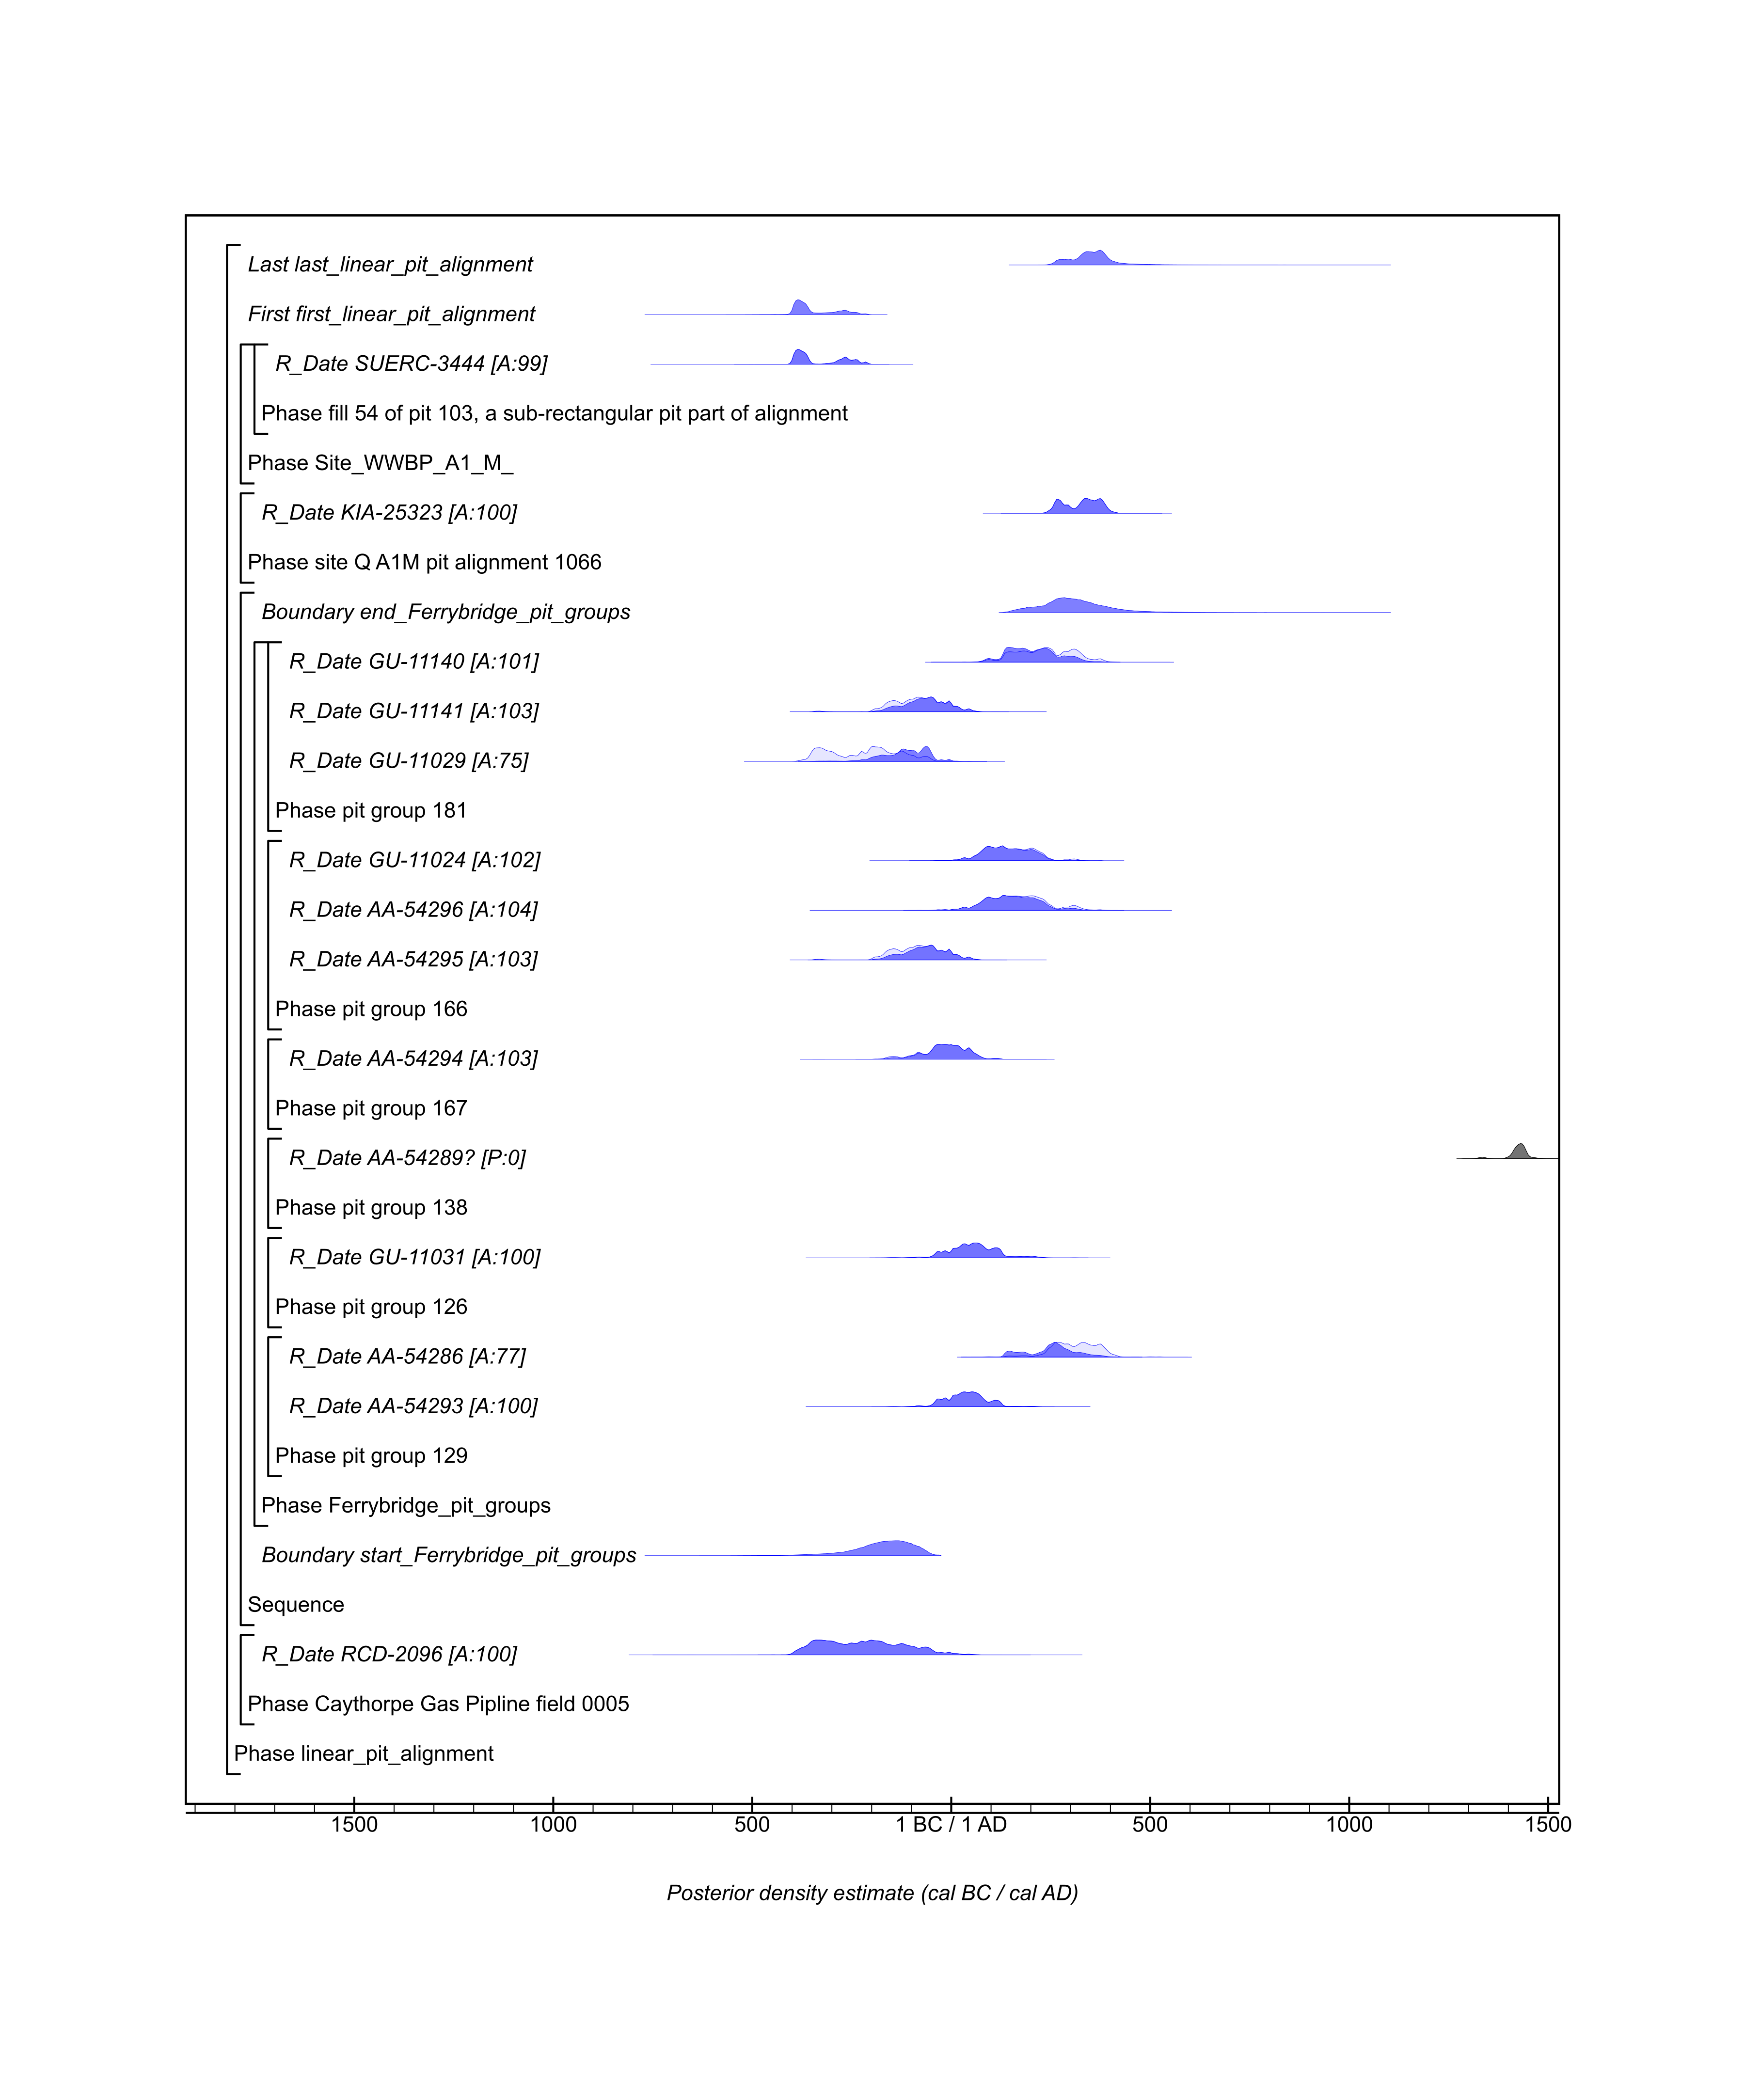 Last last_linear_pit_alignment
First first_linear_pit_alignment
R_Date SUERC-3444 [A:99]
Phase fill 54 of pit 103, a sub-rectangular pit part of alignment
Phase Site_WWBP_A1_M_
R_Date KIA-25323 [A:100]
Phase site Q A1M pit alignment 1066
Boundary end_Ferrybridge_pit_groups
R_Date GU-11140 [A:101]
R_Date GU-11141 [A:103]
R_Date GU-11029 [A:75]
Phase pit group 181
R_Date GU-11024 [A:102]
R_Date AA-54296 [A:104]
R_Date AA-54295 [A:103]
Phase pit group 166
R_Date AA-54294 [A:103]
Phase pit group 167
R_Date AA-54289? [P:0]
Phase pit group 138
R_Date GU-11031 [A:100]
Phase pit group 126
R_Date AA-54286 [A:77]
R_Date AA-54293 [A:100]
Phase pit group 129
Phase Ferrybridge_pit_groups
Boundary start_Ferrybridge_pit_groups
Sequence
R_Date RCD-2096 [A:100]
Phase Caythorpe Gas Pipline field 0005
Phase linear_pit_alignment
1500 1000 500 1 BC / 1 AD 500 1000 1500
Posterior density estimate (cal BC / cal AD)